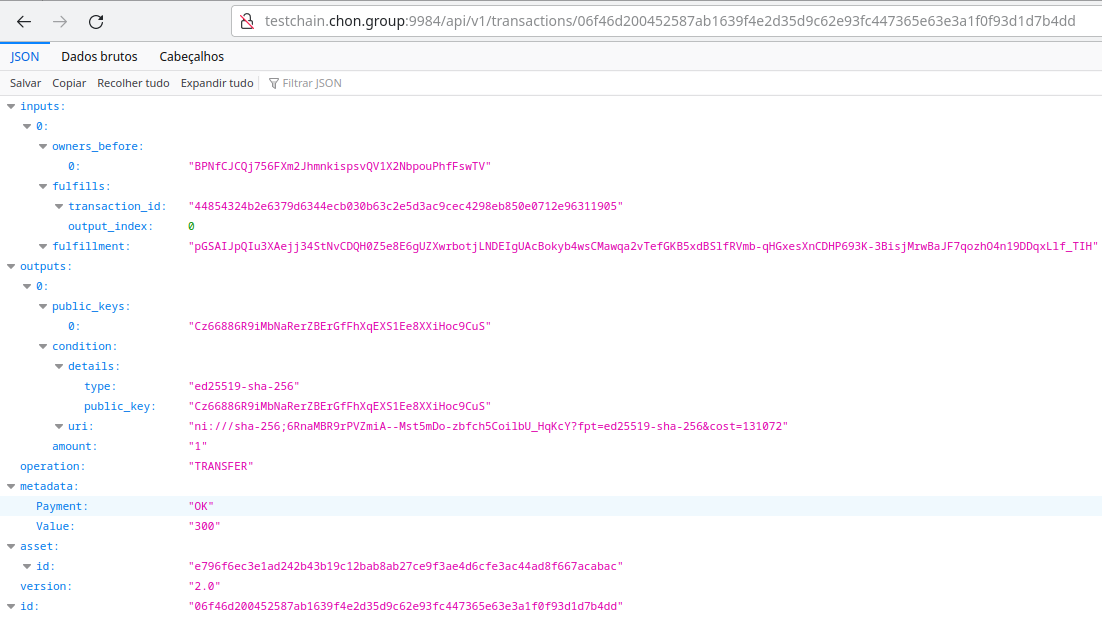 testchain.chon.group:9984/api/v1/transactions/06f46d200452587ab1639f4e2d35d9c62e93fc447365e63e3a1f0f93d1d7b4dd
JSON Dados brutos Cabeçalhos
Salvar Copiar Recolher tudo Expandir tudo Filtrar JSON
inputs:
0:
owners_before:
0: "BPNfCJCQj756FXm2JhmnkispsvQV1X2NbpouPhfFswTV"
fulfills:
transaction_id: "44854324b2e6379d6344ecb030b63c2e5d3ac9cec4298eb850e0712e96311905"
output_index: 0
fulfillment: "pGSAIJpQIu3XAejj34StNvCDQH0Z5e8E6gUZXwrbotjLNDEIgUAcBokyb4wsCMawqa2vTefGKB5xdBSlfRVmb-qHGxesXnCDHP693K-3BisjMrwBaJF7qozhO4n19DDqxLlf_TIH"
outputs:
0:
public_keys:
0: "Cz66886R9iMbNaRerZBErGfFhXqEXS1Ee8XXiHoc9CuS"
condition:
details:
type: "ed25519-sha-256"
public_key: "Cz66886R9iMbNaRerZBErGfFhXqEXS1Ee8XXiHoc9CuS"
uri: "ni:///sha-256;6RnaMBR9rPVZmiA--Mst5mDo-zbfch5CoilbU_HqKcY?fpt=ed25519-sha-256&cost=131072"
amount: "1"
operation: "TRANSFER"
metadata:
Payment: "OK"
Value: "300"
asset:
id: "e796f6ec3e1ad242b43b19c12bab8ab27ce9f3ae4d6cfe3ac44ad8f667acabac"
version: "2.0"
id: "06f46d200452587ab1639f4e2d35d9c62e93fc447365e63e3a1f0f93d1d7b4dd"